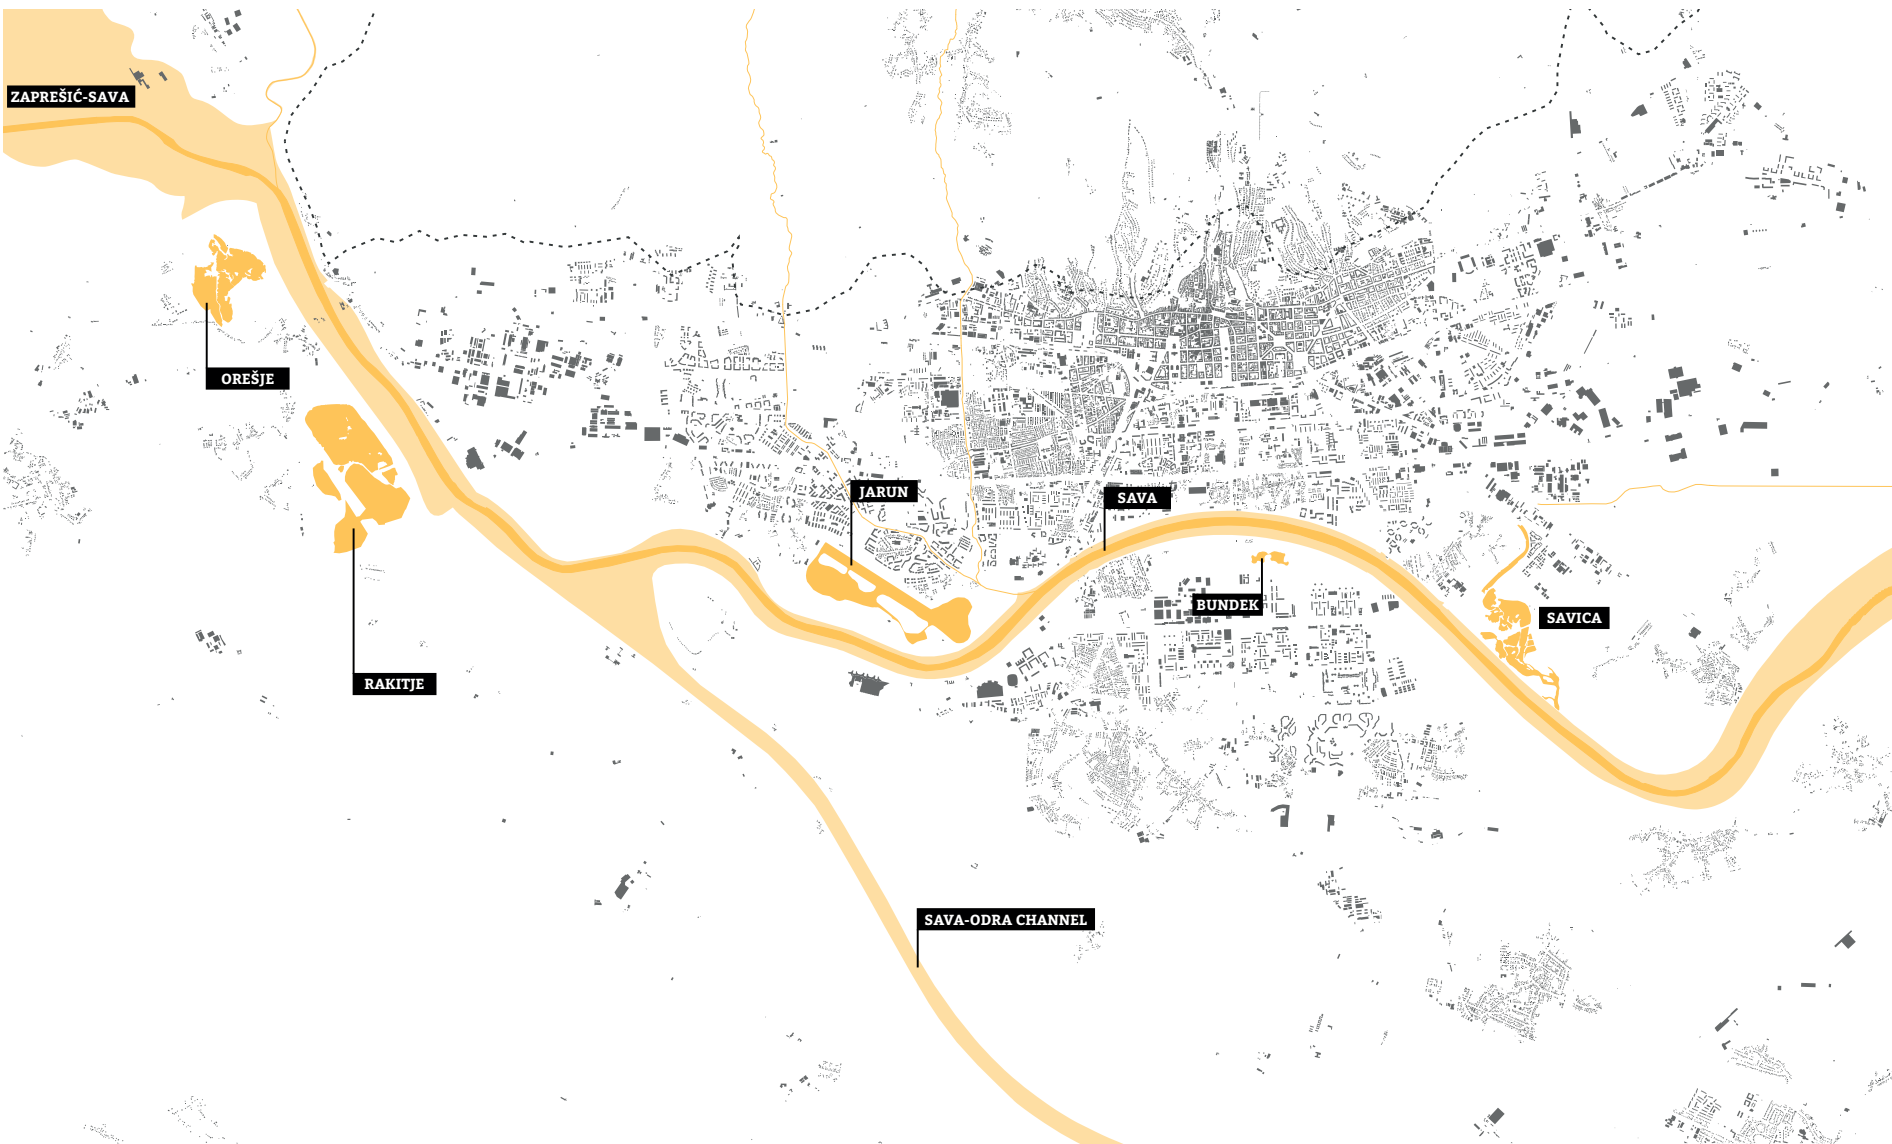 ZAPREŠIĆ-SAVA
OREŠJE
JARUN
SAVA
BUNDEK
SAVICA
RAKITJE
SAVA-ODRA CHANNEL